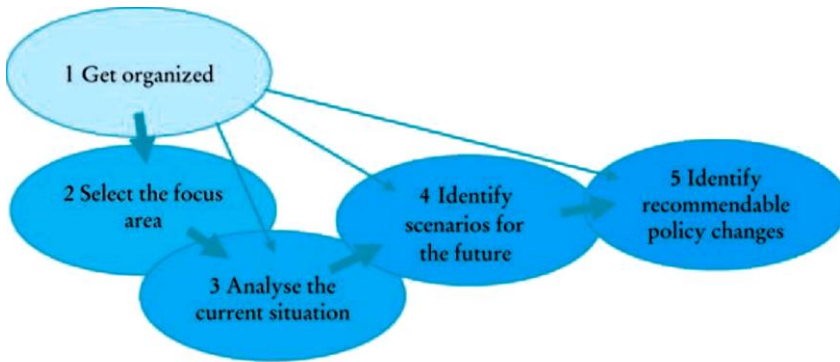 1 Get organized
2 Select the focus
area
3 Analyse the
current situation
4 Identify
scenarios for
the future
5 Identify
recommendable
policy changes